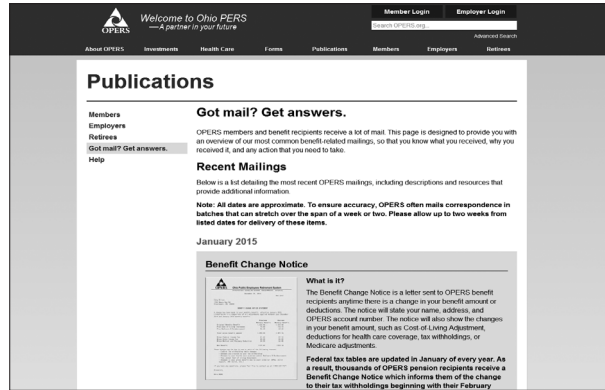 OPERS
Welcome to Ohio PERS
—A partner in your future
Member Login
Employer Login
Search OPERS.org...
Advanced Search
About OPERS Investments Health Care Forms Publications Members Employers Retirees
Publications
Members
Employers
Retirees
Got mail? Get answers.
Help
Got mail? Get answers.
OPERS members and benefit recipients receive a lot of mail. This page is designed to provide you with
an overview of our most common benefit-related mailings, so that you know what you received, why you
received it, and any action that you need to take.
Recent Mailings
Below is a list detailing the most recent OPERS mailings, including descriptions and resources that
provide additional information.
Note: All dates are approximate. To ensure accuracy, OPERS often mails correspondence in
batches that can stretch over the span of a week or two. Please allow up to two weeks from
listed dates for delivery of these items.
January 2015
Benefit Change Notice
What is it?
The Benefit Change Notice is a letter sent to OPERS benefit
recipients anytime there is a change in your benefit amount or
deductions. The notice will state your name, address, and
OPERS account number. The notice will also show the changes
in your benefit amount, such as Cost-of-Living Adjustment,
deductions for health care coverage, tax withholdings, or
Medicare adjustments.
Federal tax tables are updated in January of every year. As
a result, thousands of OPERS pension recipients receive a
Benefit Change Notice which informs them of the change
to their tax withholdings beginning with their February